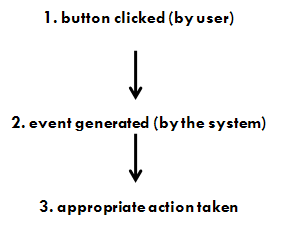 1. button clicked (by user)
2. event generated (by the system)
3. appropriate action taken